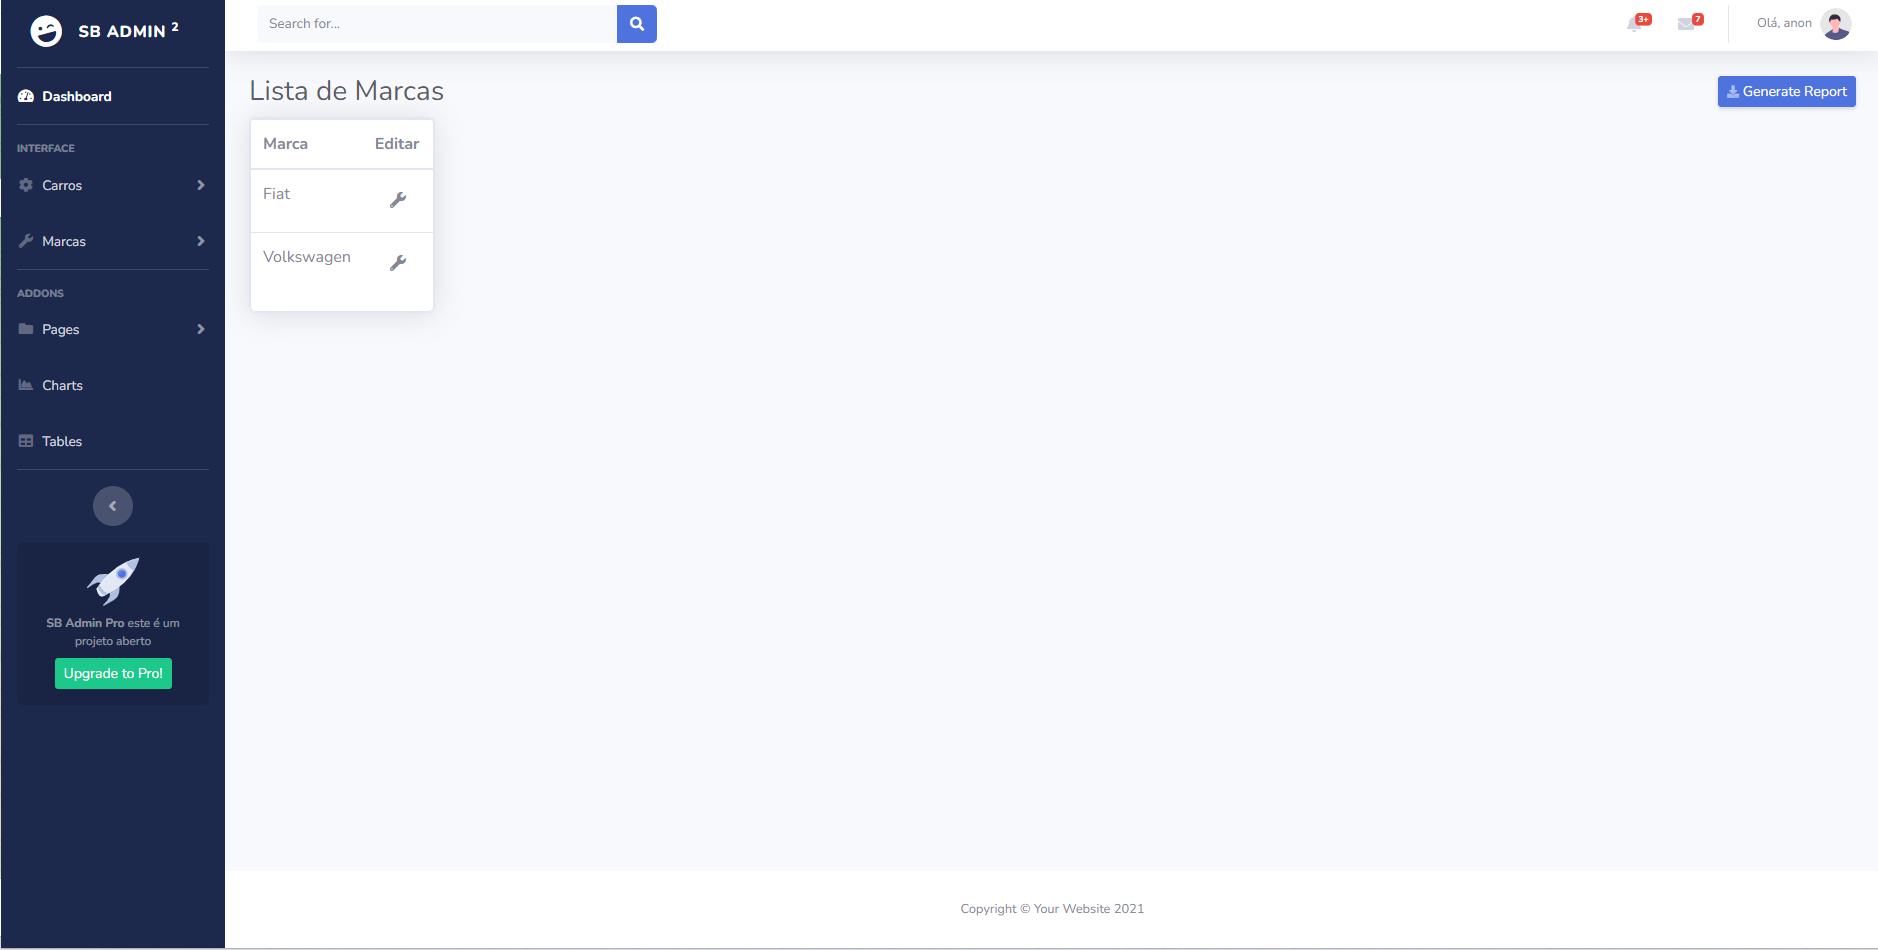 SB ADMIN 2
Dashboard
INTERFACE
Carros
Marcas
ADDONS
Pages
Charts
Tables
SB Admin Pro este é um
projeto aberto
Upgrade to Pro!
Search for...
3+
7
Olá, anon
Lista de Marcas
Generate Report
Marca Editar
Fiat
Volkswagen
Copyright © Your Website 2021